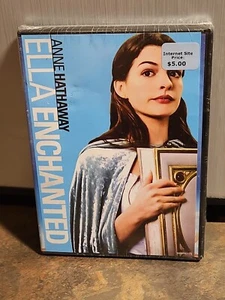 ANNE HATHAWAY
ELLA ENCHANTED
Internet Site
Price:
$5.00